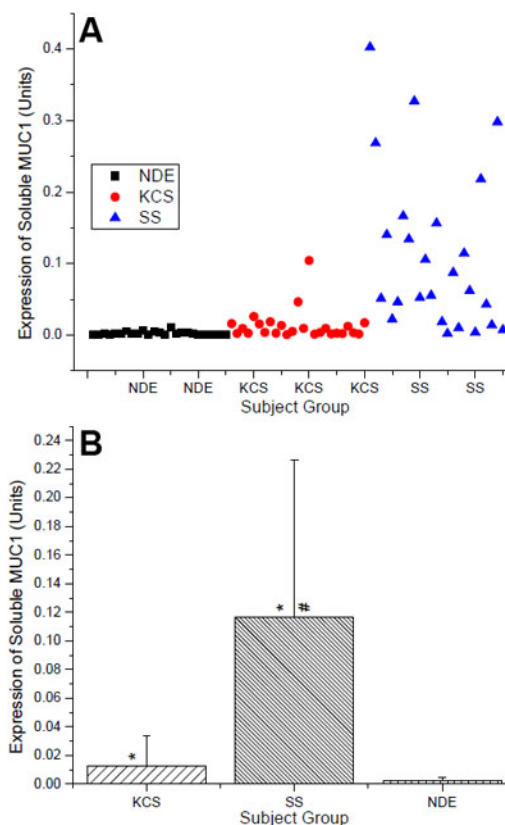 A
Expression of Soluble MUC1 (Units)
0.4
0.3
0.2
0.1
0.0
NDE
KCS
SS
NDE NDE KCS KCS KCS SS SS
Subject Group
B
Expression of Soluble MUC1 (Units)
0.24
0.22
0.20
0.18
0.16
0.14
0.12
0.10
0.08
0.06
0.04
0.02
0.00
* #
*
KCS SS NDE
Subject Group